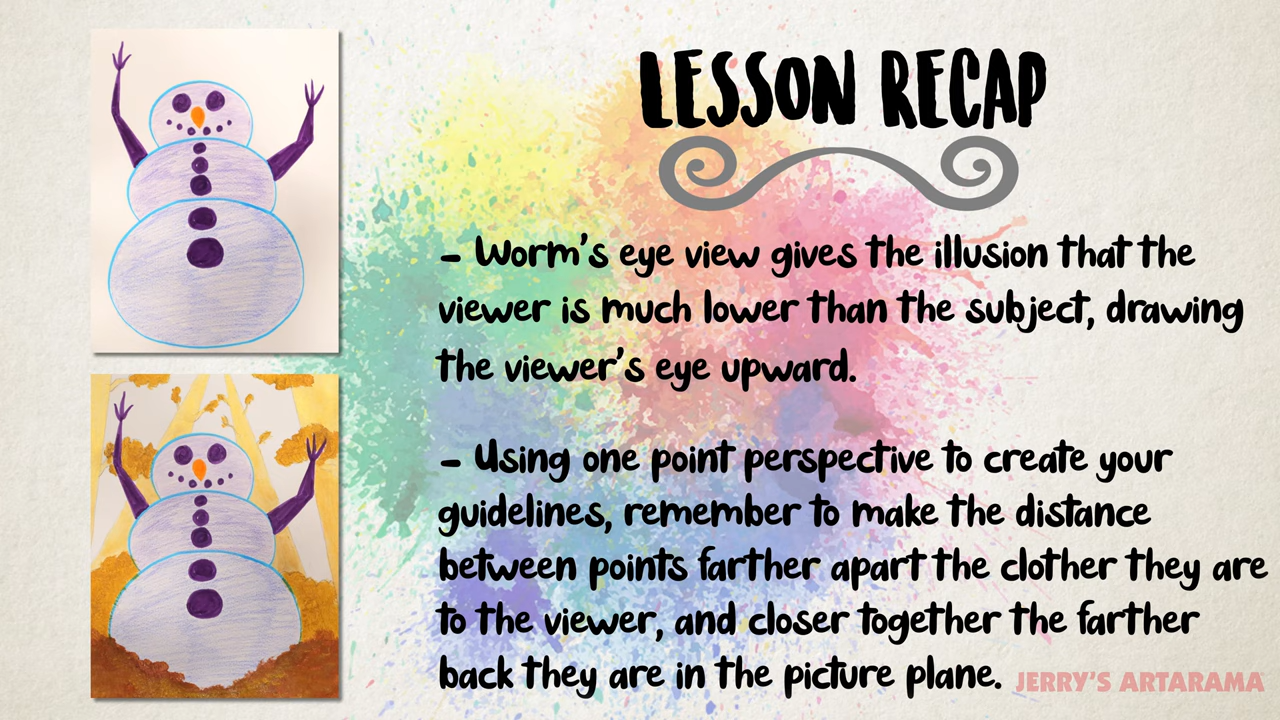 LESSON RECAP
- Worm's eye view gives the illusion that the
viewer is much lower than the subject, drawing
the viewer's eye upward.
- Using one point perspective to create your
guidelines, remember to make the distance
between points farther apart the clother they are
to the viewer, and closer together the farther
back they are in the picture plane.
JERRY'S ARTARAMA